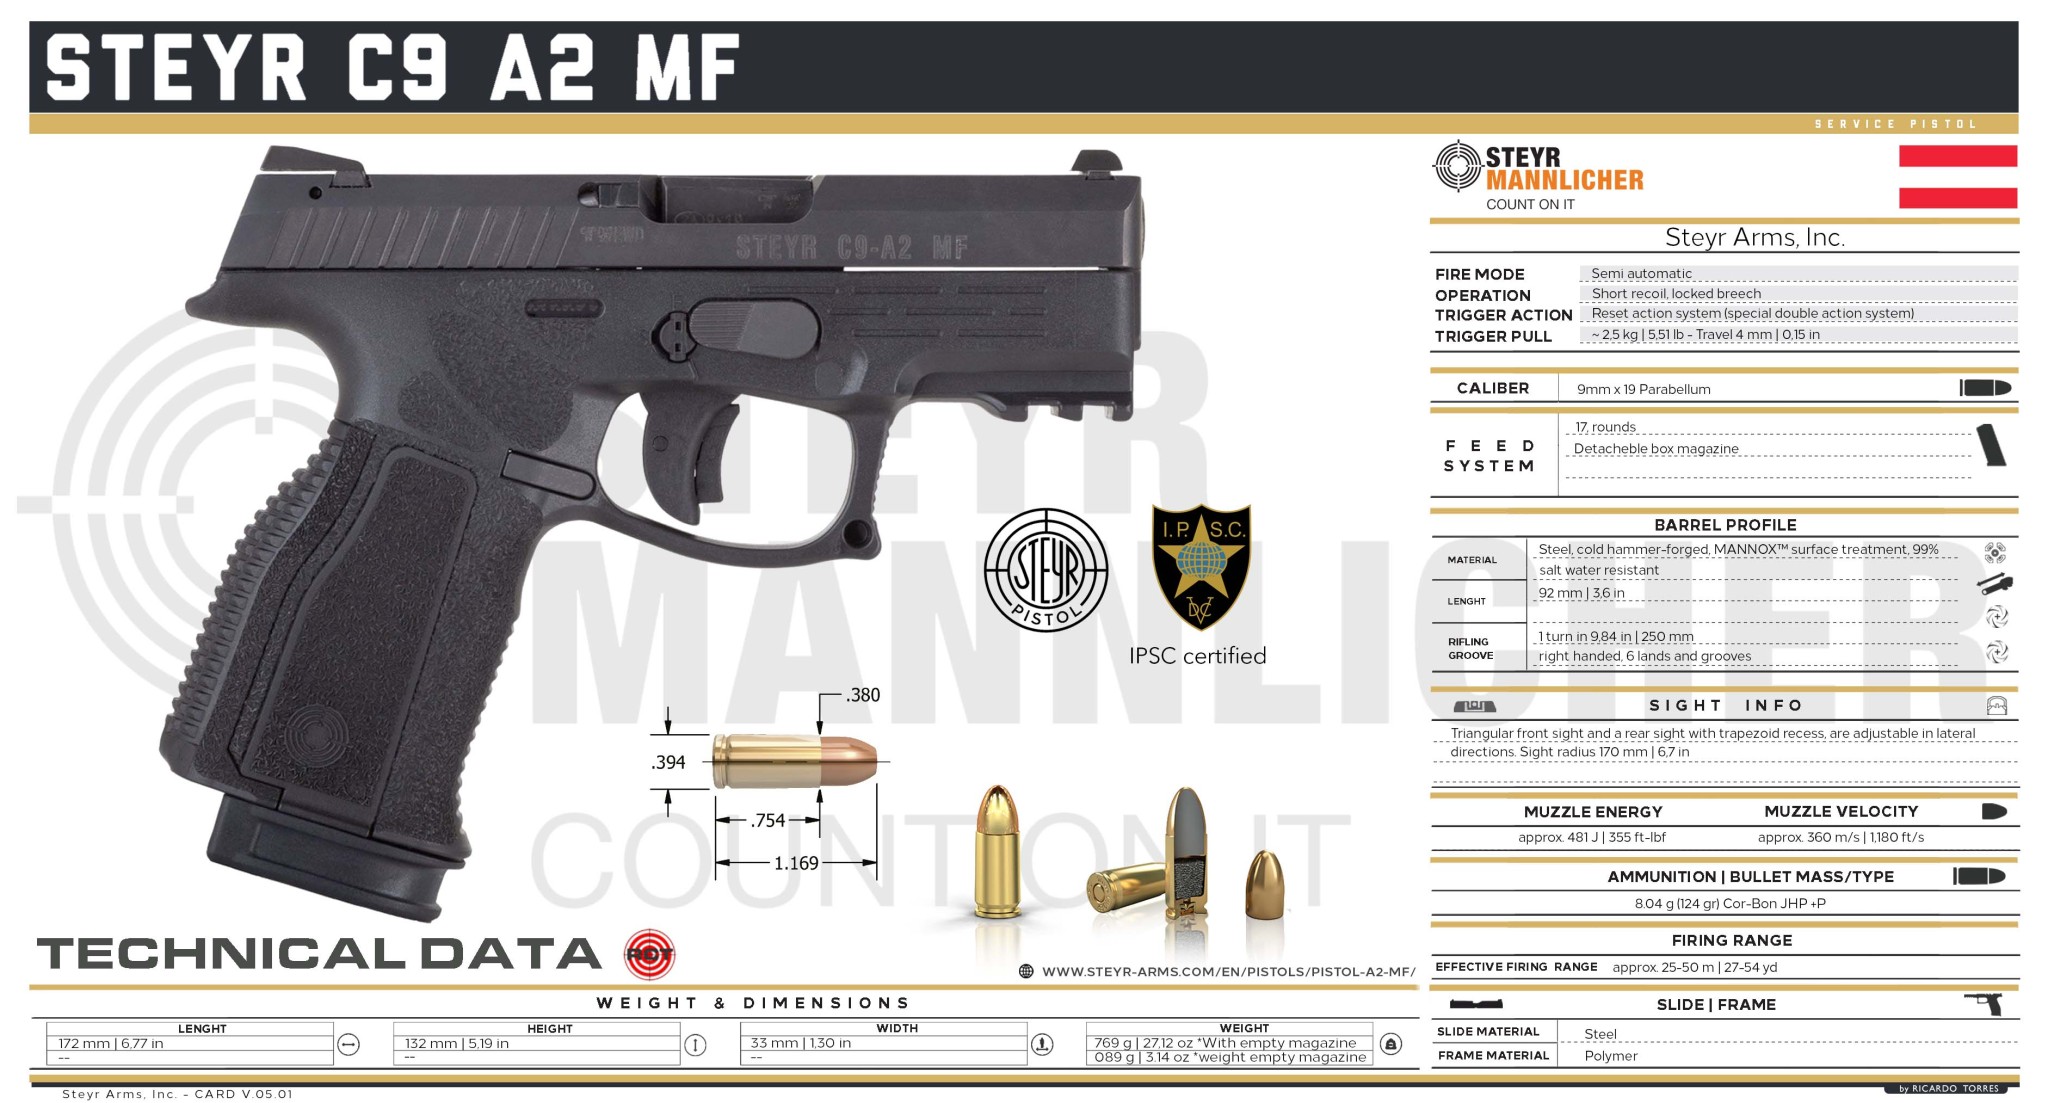 STEYR C9 A2 MF
SERVICE PISTOL
STEYR
MANNLICHER
COUNT ON IT
Steyr Arms, Inc.
FIRE MODE Semi automatic
OPERATION Short recoil, locked breech
TRIGGER ACTION Reset action system (special double action system)
TRIGGER PULL ~ 2,5 kg | 5,51 lb - Travel 4 mm | 0,15 in
CALIBER 9mm x 19 Parabellum
FEED SYSTEM
17, rounds
Detacheble box magazine
BARREL PROFILE
MATERIAL Steel, cold hammer-forged, MANNOX™ surface treatment, 99%
salt water resistant
LENGHT 92 mm | 3,6 in
RIFLING GROOVE
1 turn in 9,84 in | 250 mm
right handed, 6 lands and grooves
SIGHT INFO
Triangular front sight and a rear sight with trapezoid recess, are adjustable in lateral
directions. Sight radius 170 mm | 6,7 in
MUZZLE ENERGY MUZZLE VELOCITY
approx. 481 J | 355 ft-lbf approx. 360 m/s | 1,180 ft/s
AMMUNITION | BULLET MASS/TYPE
8.04 g (124 gr) Cor-Bon JHP +P
FIRING RANGE
EFFECTIVE FIRING RANGE approx. 25-50 m | 27-54 yd
SLIDE | FRAME
SLIDE MATERIAL Steel
FRAME MATERIAL Polymer
by RICARDO TORRES
STEYR C9-A2 MF
STEYR
MANNLICHER
COUNT ON IT
STEYR
PISTOL
I.P.S.C.
DVC
IPSC certified
.380
.394
.754
1.169
TECHNICAL DATA
RDT
WWW.STEYR-ARMS.COM/EN/PISTOLS/PISTOL-A2-MF/
WEIGHT & DIMENSIONS
LENGHT HEIGHT WIDTH WEIGHT
172 mm | 6,77 in 132 mm | 5,19 in 33 mm | 1,30 in 769 g | 27,12 oz *With empty magazine
-- -- -- 089 g | 3.14 oz *weight empty magazine
Steyr Arms, Inc. - CARD V.05.01